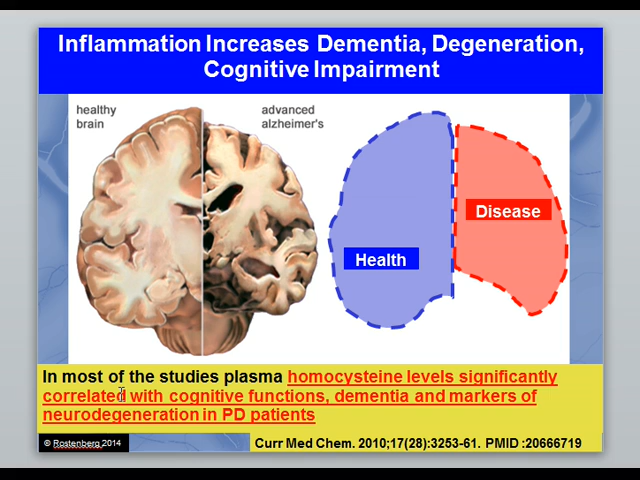 Inflammation Increases Dementia, Degeneration,
Cognitive Impairment
healthy
brain
advanced
alzheimer's
Disease
Health
In most of the studies plasma homocysteine levels significantly
correlated with cognitive functions, dementia and markers of
neurodegeneration in PD patients
© Rostenberg 2014
Curr Med Chem. 2010;17(28):3253-61. PMID :20666719